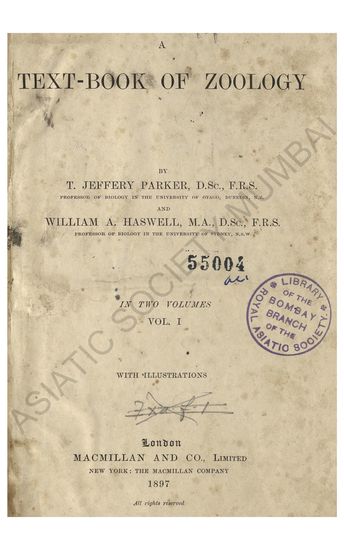 A
TEXT-BOOK OF ZOOLOGY
BY
T. JEFFERY PARKER, D.Sc., F.R.S.
PROFESSOR OF BIOLOGY IN THE UNIVERSITY OF OTAGO, DUNEDIN, N.Z.
AND
WILLIAM A. HASWELL, M.A., D.Sc., F.R.S.
PROFESSOR OF BIOLOGY IN THE UNIVERSITY OF SYDNEY, N.S.W.
55004
IN TWO VOLUMES
VOL. I
LIBRARY
OF THE
BOMBAY
BRANCH
OF THE
ROYAL ASIATIC SOCIETY
WITH ILLUSTRATIONS
London
MACMILLAN AND CO., LIMITED
NEW YORK: THE MACMILLAN COMPANY
1897
All rights reserved
ASIATIC SOCIETY MUMBAI